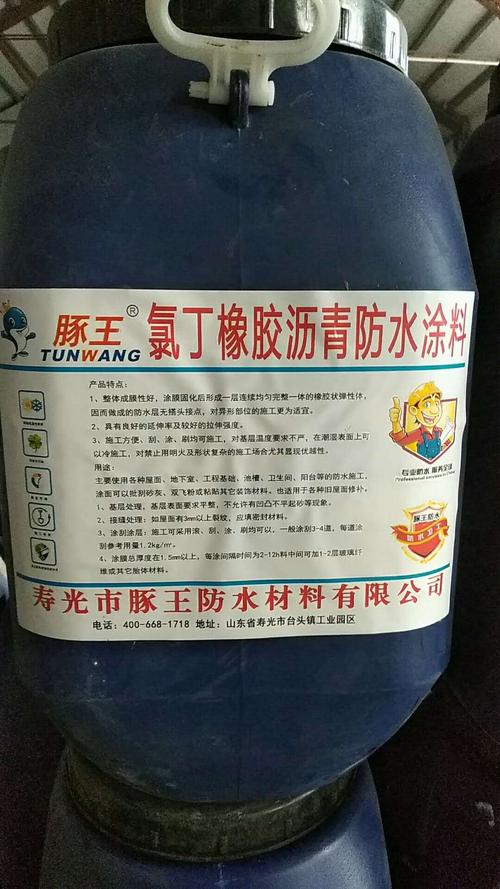 豚王®
TUNWANG
氯丁橡胶沥青防水涂料
产品特点：
1、整体成膜性好，涂膜固化后形成一层连续均匀完整一体的橡胶状弹性体，
因而做成的防水层无搭头接点，对异形部位的施工更为适宜。
2、具有良好的延伸率及较好的拉伸强度。
3、施工方便、刮、涂、刷均可施工，对基层温度要求不严，在潮湿表面上可
以冷施工，对禁止用明火及形状复杂的施工场合尤其显现优越性。
用途：
主要使用各种屋面、地下室、工程基础、池槽、卫生间、阳台等的防水施工，
涂面可以批刮砂灰、双飞粉或粘贴其它装饰材料，也适用于各种旧屋面修补。
1、基层处理，基层表面要求平整，不允许有凹凸不平起砂等现象。
2、接缝处理：如屋面有3mm以上裂纹，应填密封材料。
3、涂刮涂层：施工可采用滚、刮、涂、刷均可以，一般涂刮3-4道，每道涂
刮参考用量1.2kg/㎡。
4、涂膜总厚度在1.5mm以上，每涂间隔时间为2-12h料中间可加1-2层玻璃纤
维或其它胎体材料。
专业防水 服务全球
豚王防水
防水卫士
寿光市豚王防水材料有限公司
电话：400-668-1718 地址：山东省寿光市台头镇工业园区